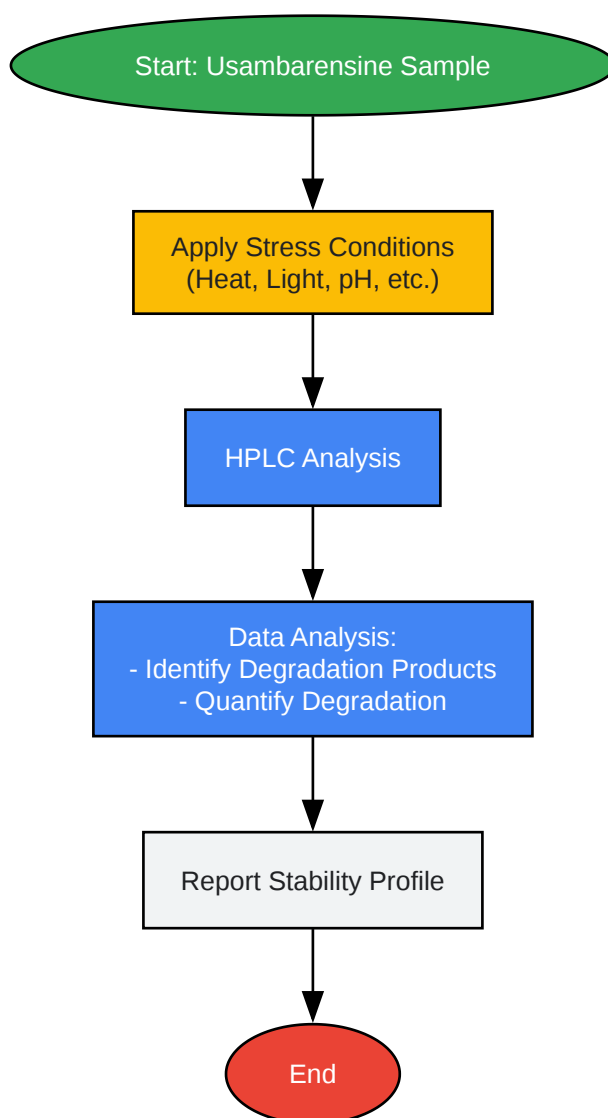 Start: Usambarensine Sample
Apply Stress Conditions
(Heat, Light, pH, etc.)
HPLC Analysis
Data Analysis:
- Identify Degradation Products
- Quantify Degradation
Report Stability Profile
End